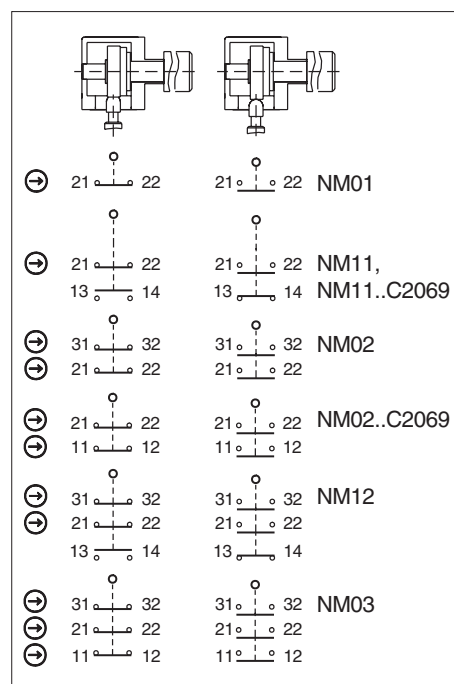 21 22 21 22 NM01
21 22 21 22 NM11,
13 14 13 14 NM11..C2069
31 32 31 32 NM02
21 22 21 22
21 22 21 22 NM02..C2069
11 12 11 12
31 32 31 32 NM12
21 22 21 22
13 14 13 14
31 32 31 32 NM03
21 22 21 22
11 12 11 12